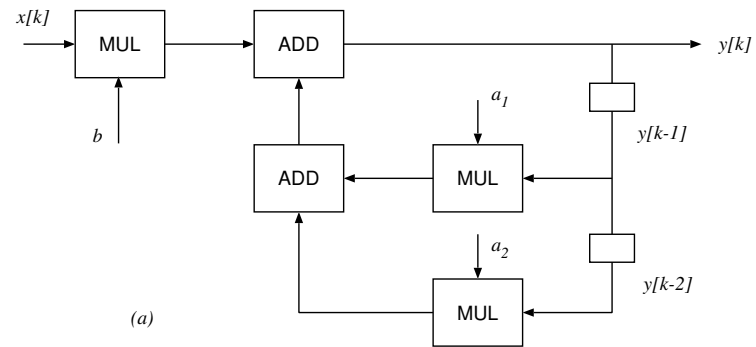 x[k]
MUL
ADD
y[k]
b
a1
y[k-1]
ADD
MUL
a2
y[k-2]
MUL
(a)